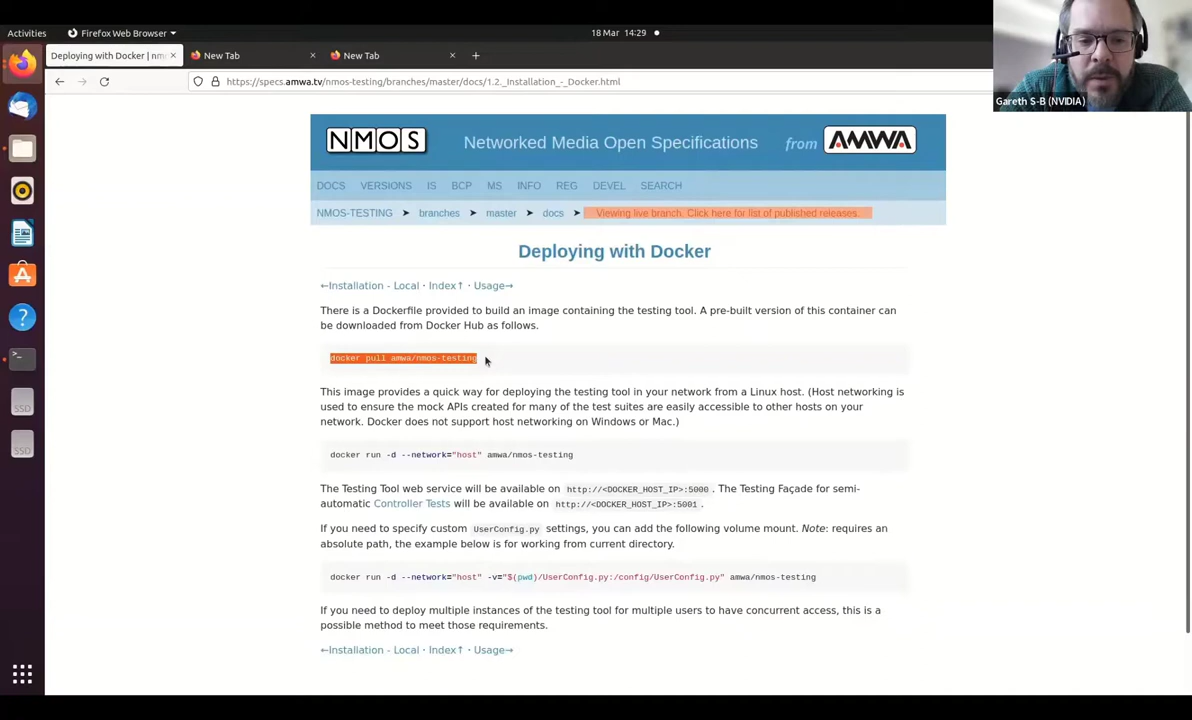 Activities
Firefox Web Browser
18 Mar 14:29
Deploying with Docker | nm
New Tab
New Tab
https://specs.amwa.tv/nmos-testing/branches/master/docs/1.2._Installation_-_Docker.html
Gareth S-B (NVIDIA)
NMOS
Networked Media Open Specifications
from
AMWA
DOCS VERSIONS IS BCP MS INFO REG DEVEL SEARCH
NMOS-TESTING ➤ branches ➤ master ➤ docs ➤ Viewing live branch. Click here for list of published releases.
Deploying with Docker
←Installation - Local · Index↑ · Usage→
There is a Dockerfile provided to build an image containing the testing tool. A pre-built version of this container can
be downloaded from Docker Hub as follows.
docker pull amwa/nmos-testing
This image provides a quick way for deploying the testing tool in your network from a Linux host. (Host networking is
used to ensure the mock APIs created for many of the test suites are easily accessible to other hosts on your
network. Docker does not support host networking on Windows or Mac.)
docker run -d --network="host" amwa/nmos-testing
The Testing Tool web service will be available on http://<DOCKER_HOST_IP>:5000 . The Testing Façade for semi-
automatic Controller Tests will be available on http://<DOCKER_HOST_IP>:5001 .
If you need to specify custom UserConfig.py settings, you can add the following volume mount. Note: requires an
absolute path, the example below is for working from current directory.
docker run -d --network="host" -v="$(pwd)/UserConfig.py:/config/UserConfig.py" amwa/nmos-testing
If you need to deploy multiple instances of the testing tool for multiple users to have concurrent access, this is a
possible method to meet those requirements.
←Installation - Local · Index↑ · Usage→
SSD
SSD